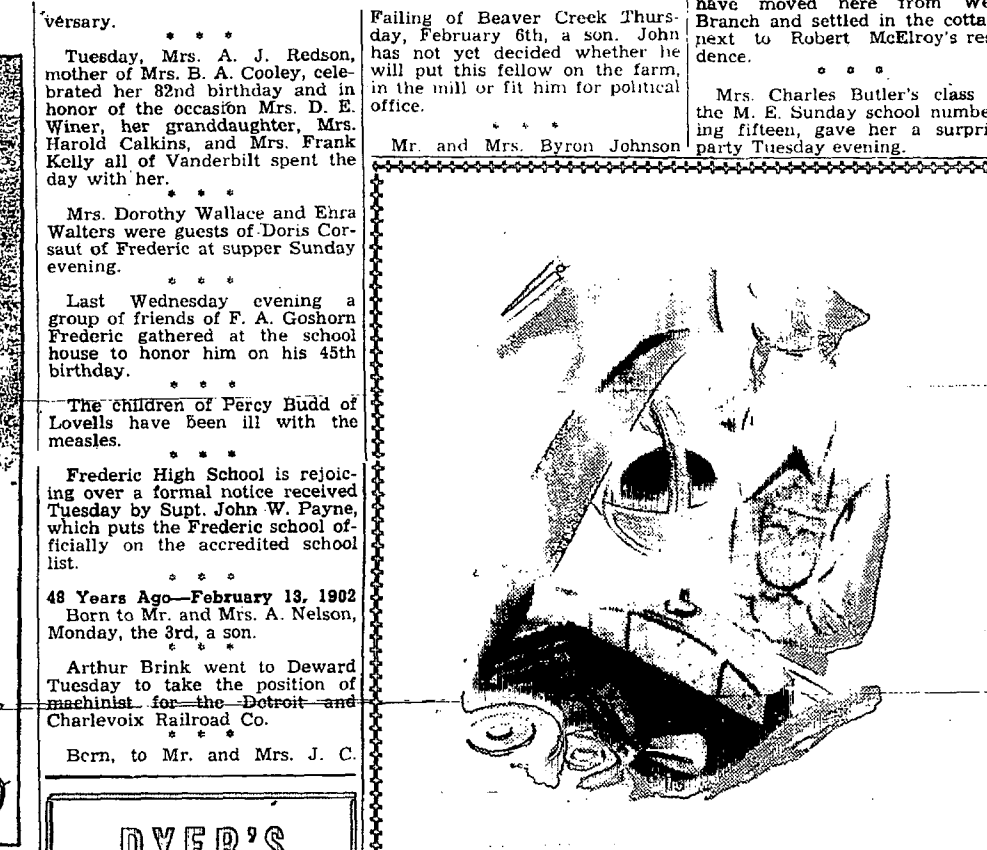 versary.
* * *
Tuesday, Mrs. A. J. Redson,
mother of Mrs. B. A. Cooley, cele-
brated her 82nd birthday and in
honor of the occasion Mrs. D. E.
Winer, her granddaughter, Mrs.
Harold Calkins, and Mrs. Frank
Kelly all of Vanderbilt spent the
day with her.
* * *
Mrs. Dorothy Wallace and Ehra
Walters were guests of Doris Cor-
saut of Frederic at supper Sunday
evening.
* * *
Last Wednesday evening a
group of friends of F. A. Goshorn
Frederic gathered at the school
house to honor him on his 45th
birthday.
* * *
The children of Percy Budd of
Lovells have been ill with the
measles.
* * *
Frederic High School is rejoic-
ing over a formal notice received
Tuesday by Supt. John W. Payne,
which puts the Frederic school of-
ficially on the accredited school
list.
* * *
48 Years Ago—February 13, 1902
Born to Mr. and Mrs. A. Nelson,
Monday, the 3rd, a son.
* * *
Arthur Brink went to Deward
Tuesday to take the position of
machinist for the Detroit and
Charlevoix Railroad Co.
* * *
Born, to Mr. and Mrs. J. C.
DYER'S
Failing of Beaver Creek Thurs-
day, February 6th, a son. John
has not yet decided whether he
will put this fellow on the farm,
in the mill or fit him for political
office.
* * *
Mr. and Mrs. Byron Johnson
have moved here from We
Branch and settled in the cotta
next to Robert McElroy's res
dence.
* * *
Mrs. Charles Butler's class
the M. E. Sunday school numbe
ing fifteen, gave her a surpri
party Tuesday evening.